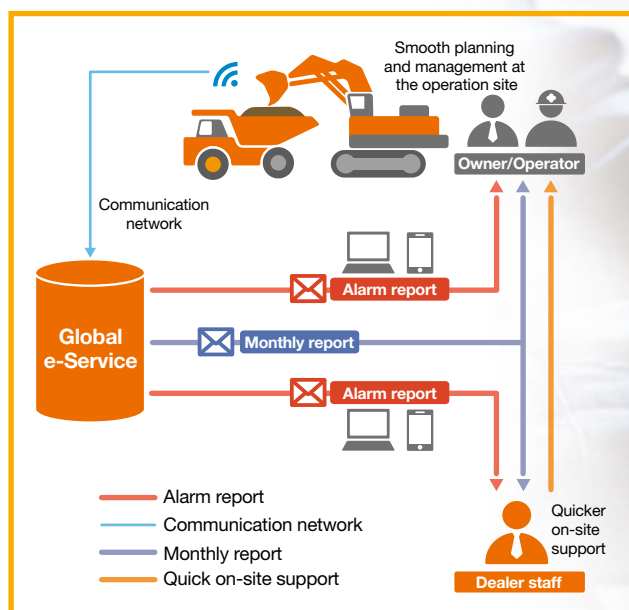 Smooth planning
and management at
the operation site
Owner/Operator
Communication
network
Global
e-Service
Alarm report
Monthly report
Alarm report
Alarm report
Communication network
Monthly report
Quick on-site support
Quicker
on-site
support
Dealer staff